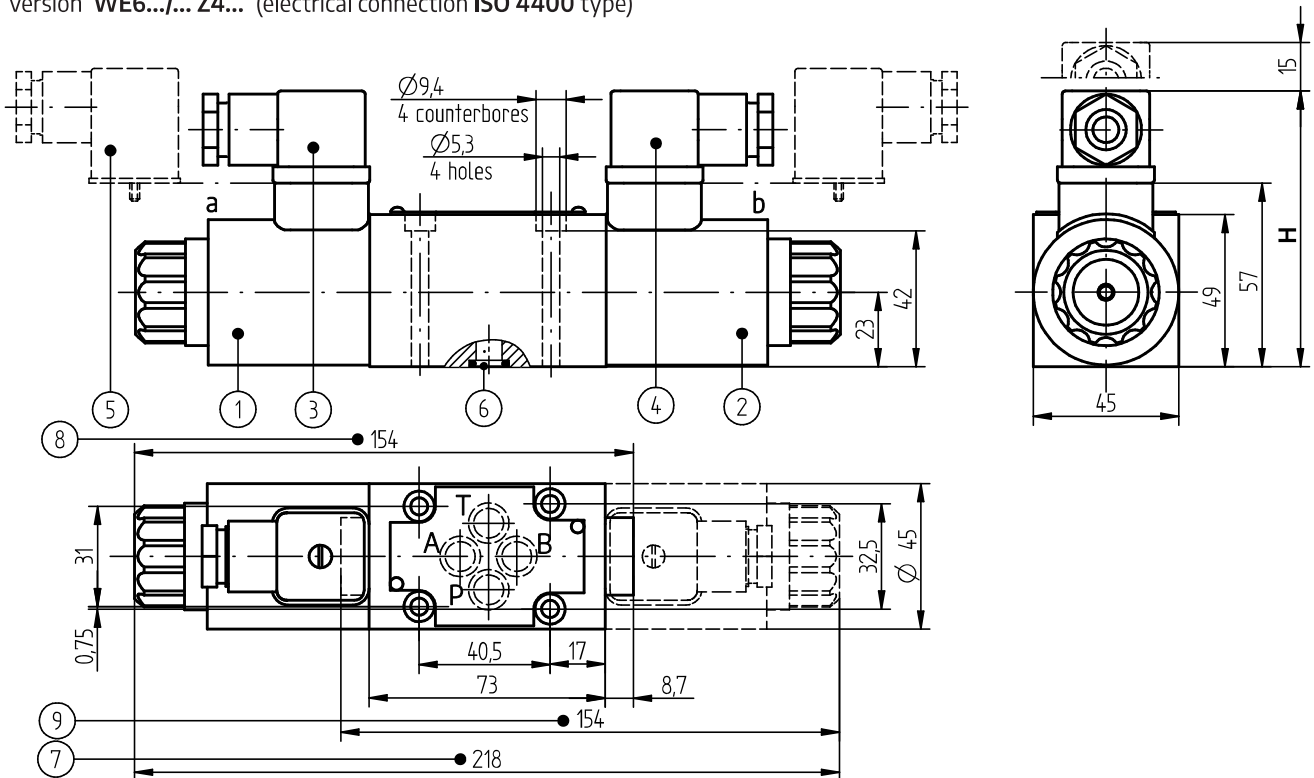 version WE6.../... Z4... (electrical connection ISO 4400 type)
Ø9,4
4 counterbores
Ø5,3
4 holes
a
b
15
H
57
49
45
42
23
5
1
3
6
4
2
8
154
T
A
B
P
31
0,75
32,5
Ø 45
40,5
17
73
8,7
9
154
7
218